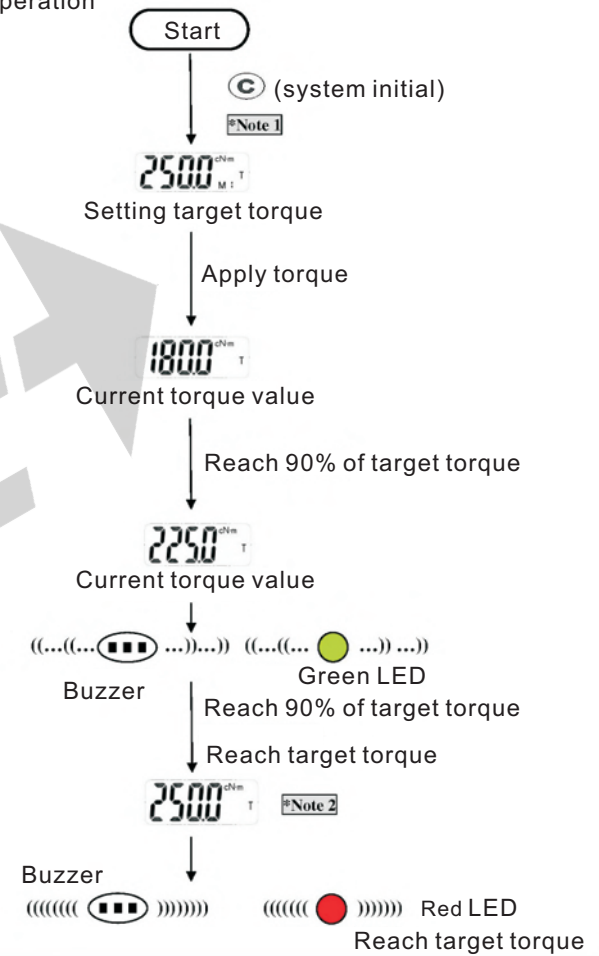 peration
Start
C (system initial)
*Note 1
250.0 cNm
M : T
Setting target torque
Apply torque
180.0 cNm
T
Current torque value
Reach 90% of target torque
225.0 cNm
T
Current torque value
((...((... ...))...)) ((...((... ...)) ...))
Green LED
Buzzer
Reach 90% of target torque
Reach target torque
250.0 cNm
T
*Note 2
Buzzer
(((((((( )))))))) ((((((( ))))))) Red LED
Reach target torque